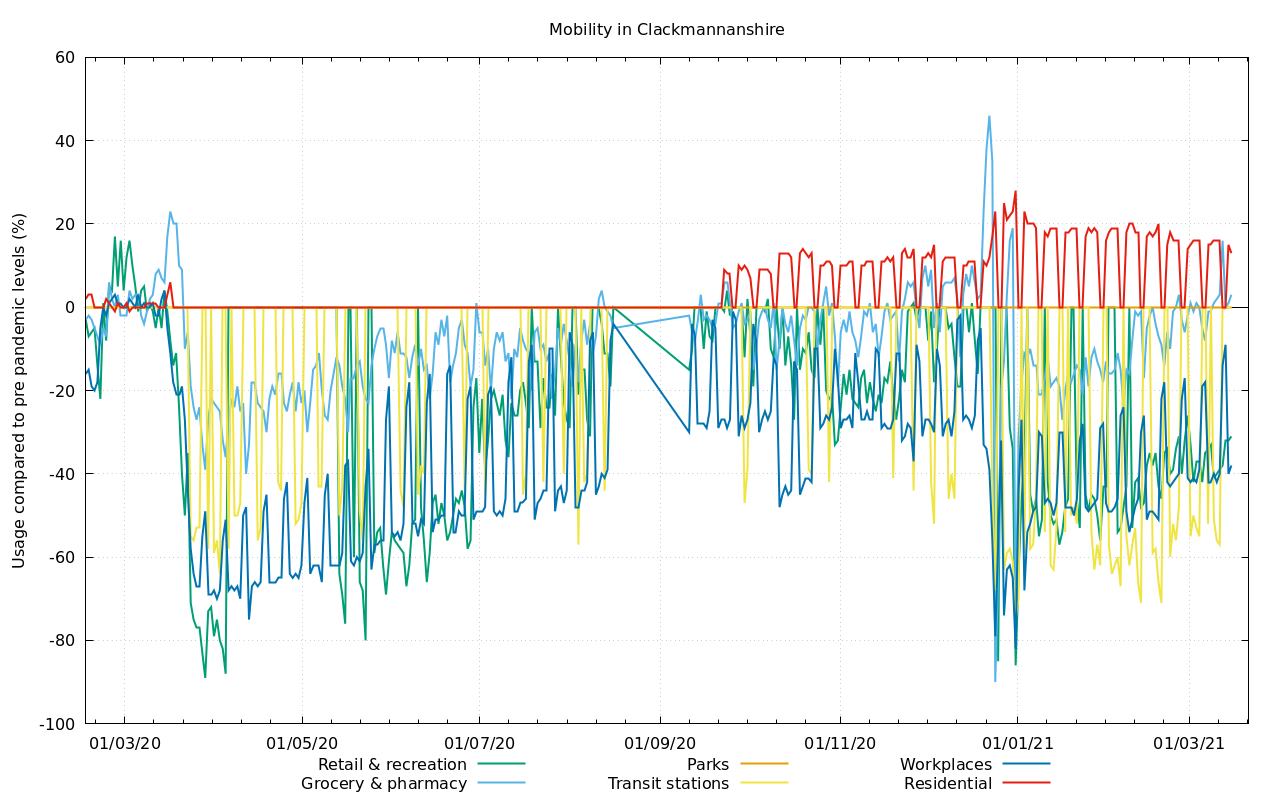 Mobility in Clackmannanshire
Usage compared to pre pandemic levels (%)
60
40
20
0
-20
-40
-60
-80
-100
01/03/20 01/05/20 01/07/20 01/09/20 01/11/20 01/01/21 01/03/21
Retail & recreation Parks Workplaces
Grocery & pharmacy Transit stations Residential